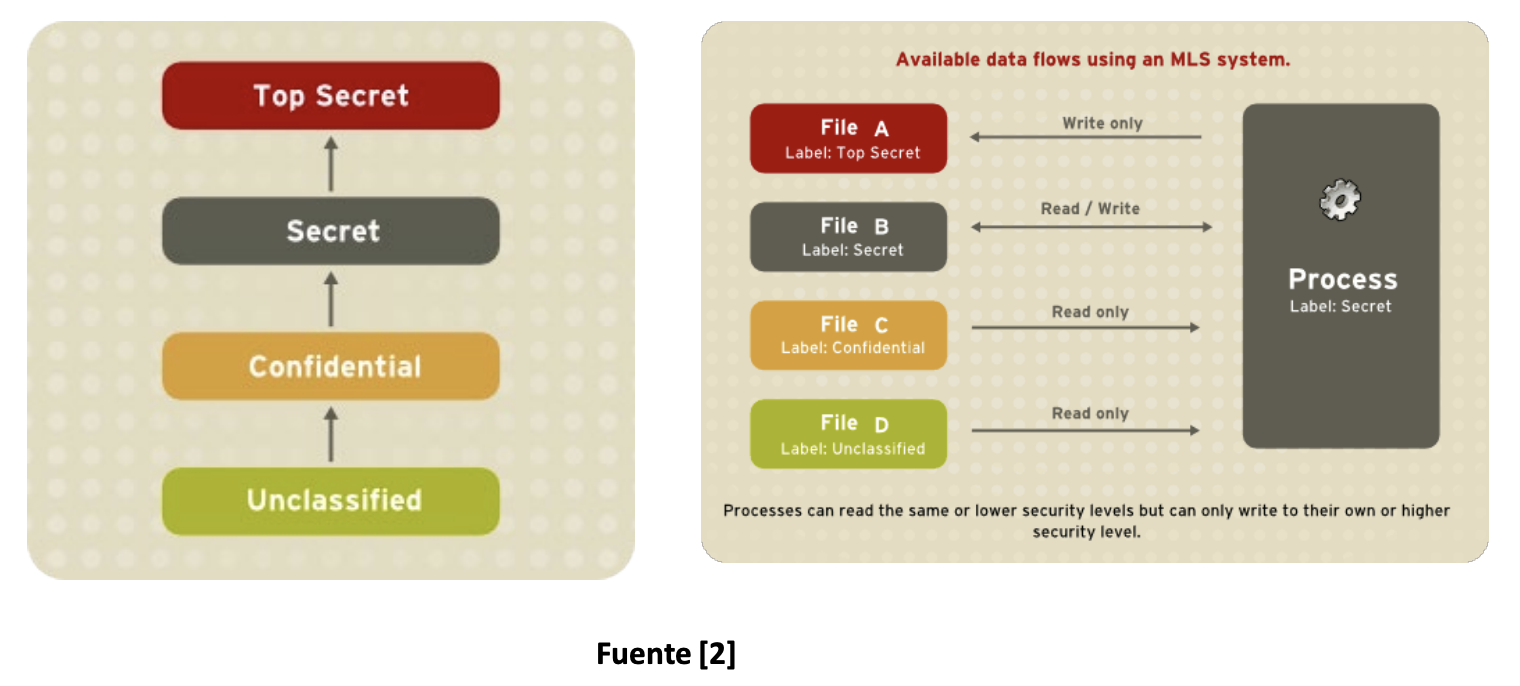 Top Secret
Secret
Confidential
Unclassified
Available data flows using an MLS system.
File A
Label: Top Secret
Write only
File B
Label: Secret
Read / Write
File C
Label: Confidential
Read only
File D
Label: Unclassified
Read only
Process
Label: Secret
Processes can read the same or lower security levels but can only write to their own or higher
security level.
Fuente [2]